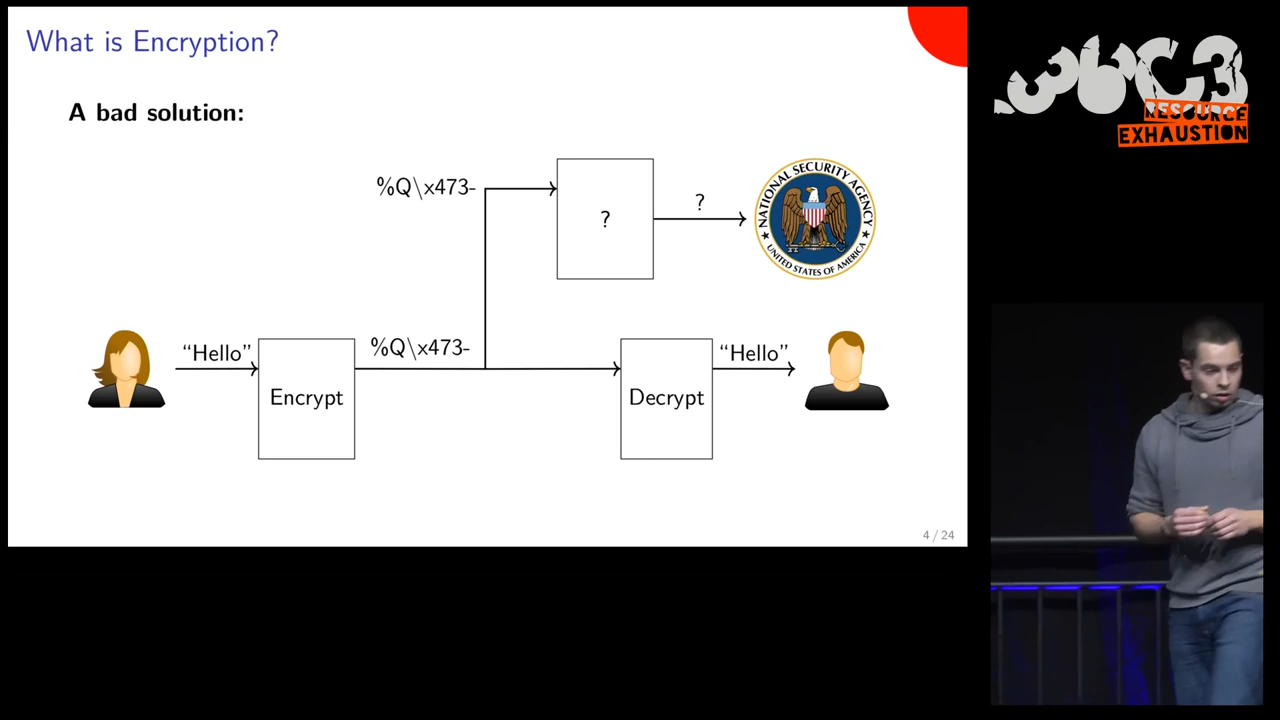 What is Encryption?
A bad solution:
%Q\x473-
?
?
NATIONAL SECURITY AGENCY
UNITED STATES OF AMERICA
"Hello"
Encrypt
%Q\x473-
Decrypt
"Hello"
4 / 24
36C3
RESOURCE
EXHAUSTION